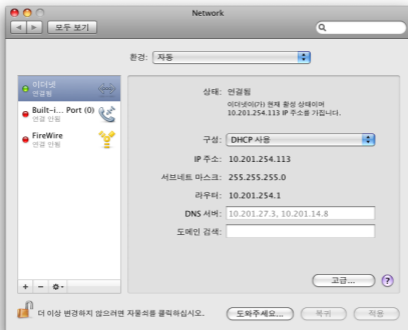 Network
모두 보기
환경: 자동
이더넷
연결됨
Built-i... Port (0)
연결 안됨
FireWire
연결 안됨
상태: 연결됨
이더넷이(가) 현재 활성 상태이며
10.201.254.113 IP 주소를 가집니다.
구성: DHCP 사용
IP 주소: 10.201.254.113
서브네트 마스크: 255.255.255.0
라우터: 10.201.254.1
DNS 서버: 10.201.27.3, 10.201.14.8
도메인 검색:
고급... ?
더 이상 변경하지 않으려면 자물쇠를 클릭하십시오.
도와주세요... 복귀 적용